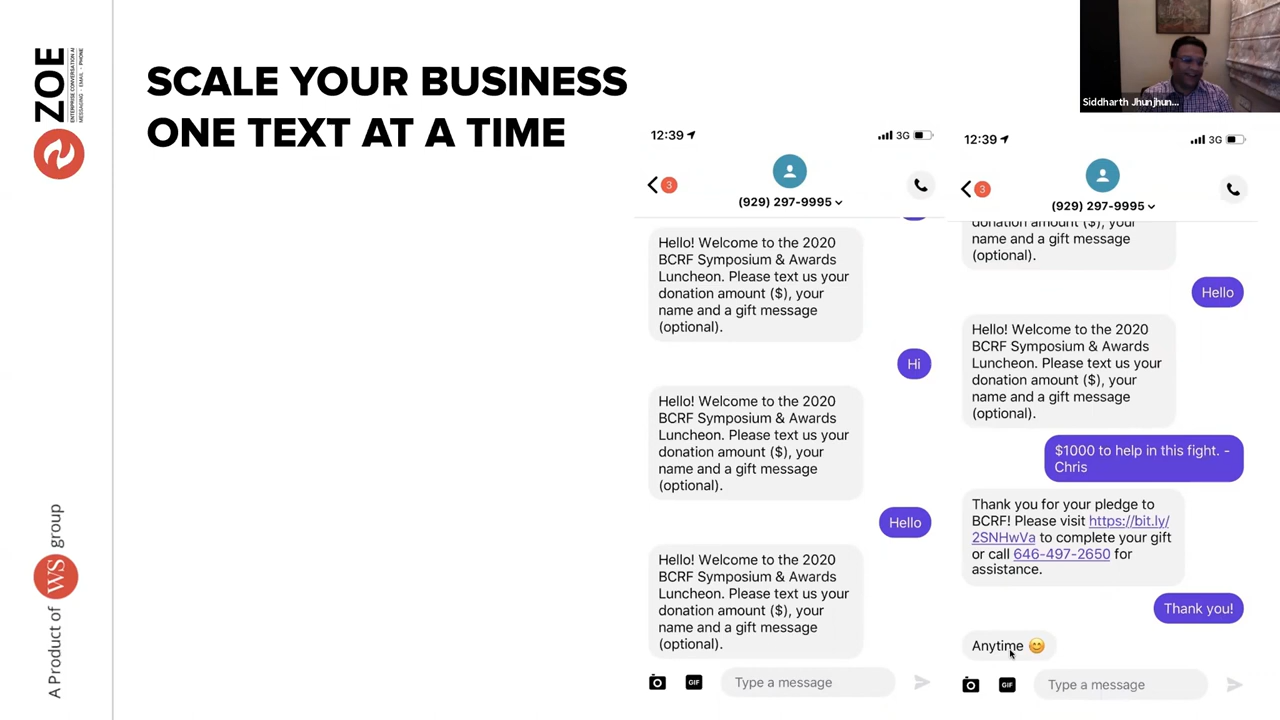 ZOE
ENTERPRISE CONVERSATION AI
MESSAGING · EMAIL · PHONE
A Product of WS group
SCALE YOUR BUSINESS
ONE TEXT AT A TIME
Siddharth Jhunjhun...
12:39
3G
3
(929) 297-9995
Hello! Welcome to the 2020
BCRF Symposium & Awards
Luncheon. Please text us your
donation amount ($), your
name and a gift message
(optional).
Hi
Hello! Welcome to the 2020
BCRF Symposium & Awards
Luncheon. Please text us your
donation amount ($), your
name and a gift message
(optional).
Hello
Hello! Welcome to the 2020
BCRF Symposium & Awards
Luncheon. Please text us your
donation amount ($), your
name and a gift message
(optional).
GIF
Type a message
12:39
3G
3
(929) 297-9995
donation amount ($), your
name and a gift message
(optional).
Hello
Hello! Welcome to the 2020
BCRF Symposium & Awards
Luncheon. Please text us your
donation amount ($), your
name and a gift message
(optional).
$1000 to help in this fight. -
Chris
Thank you for your pledge to
BCRF! Please visit https://bit.ly/
2SNHwVa to complete your gift
or call 646-497-2650 for
assistance.
Thank you!
Anytime 😊
GIF
Type a message